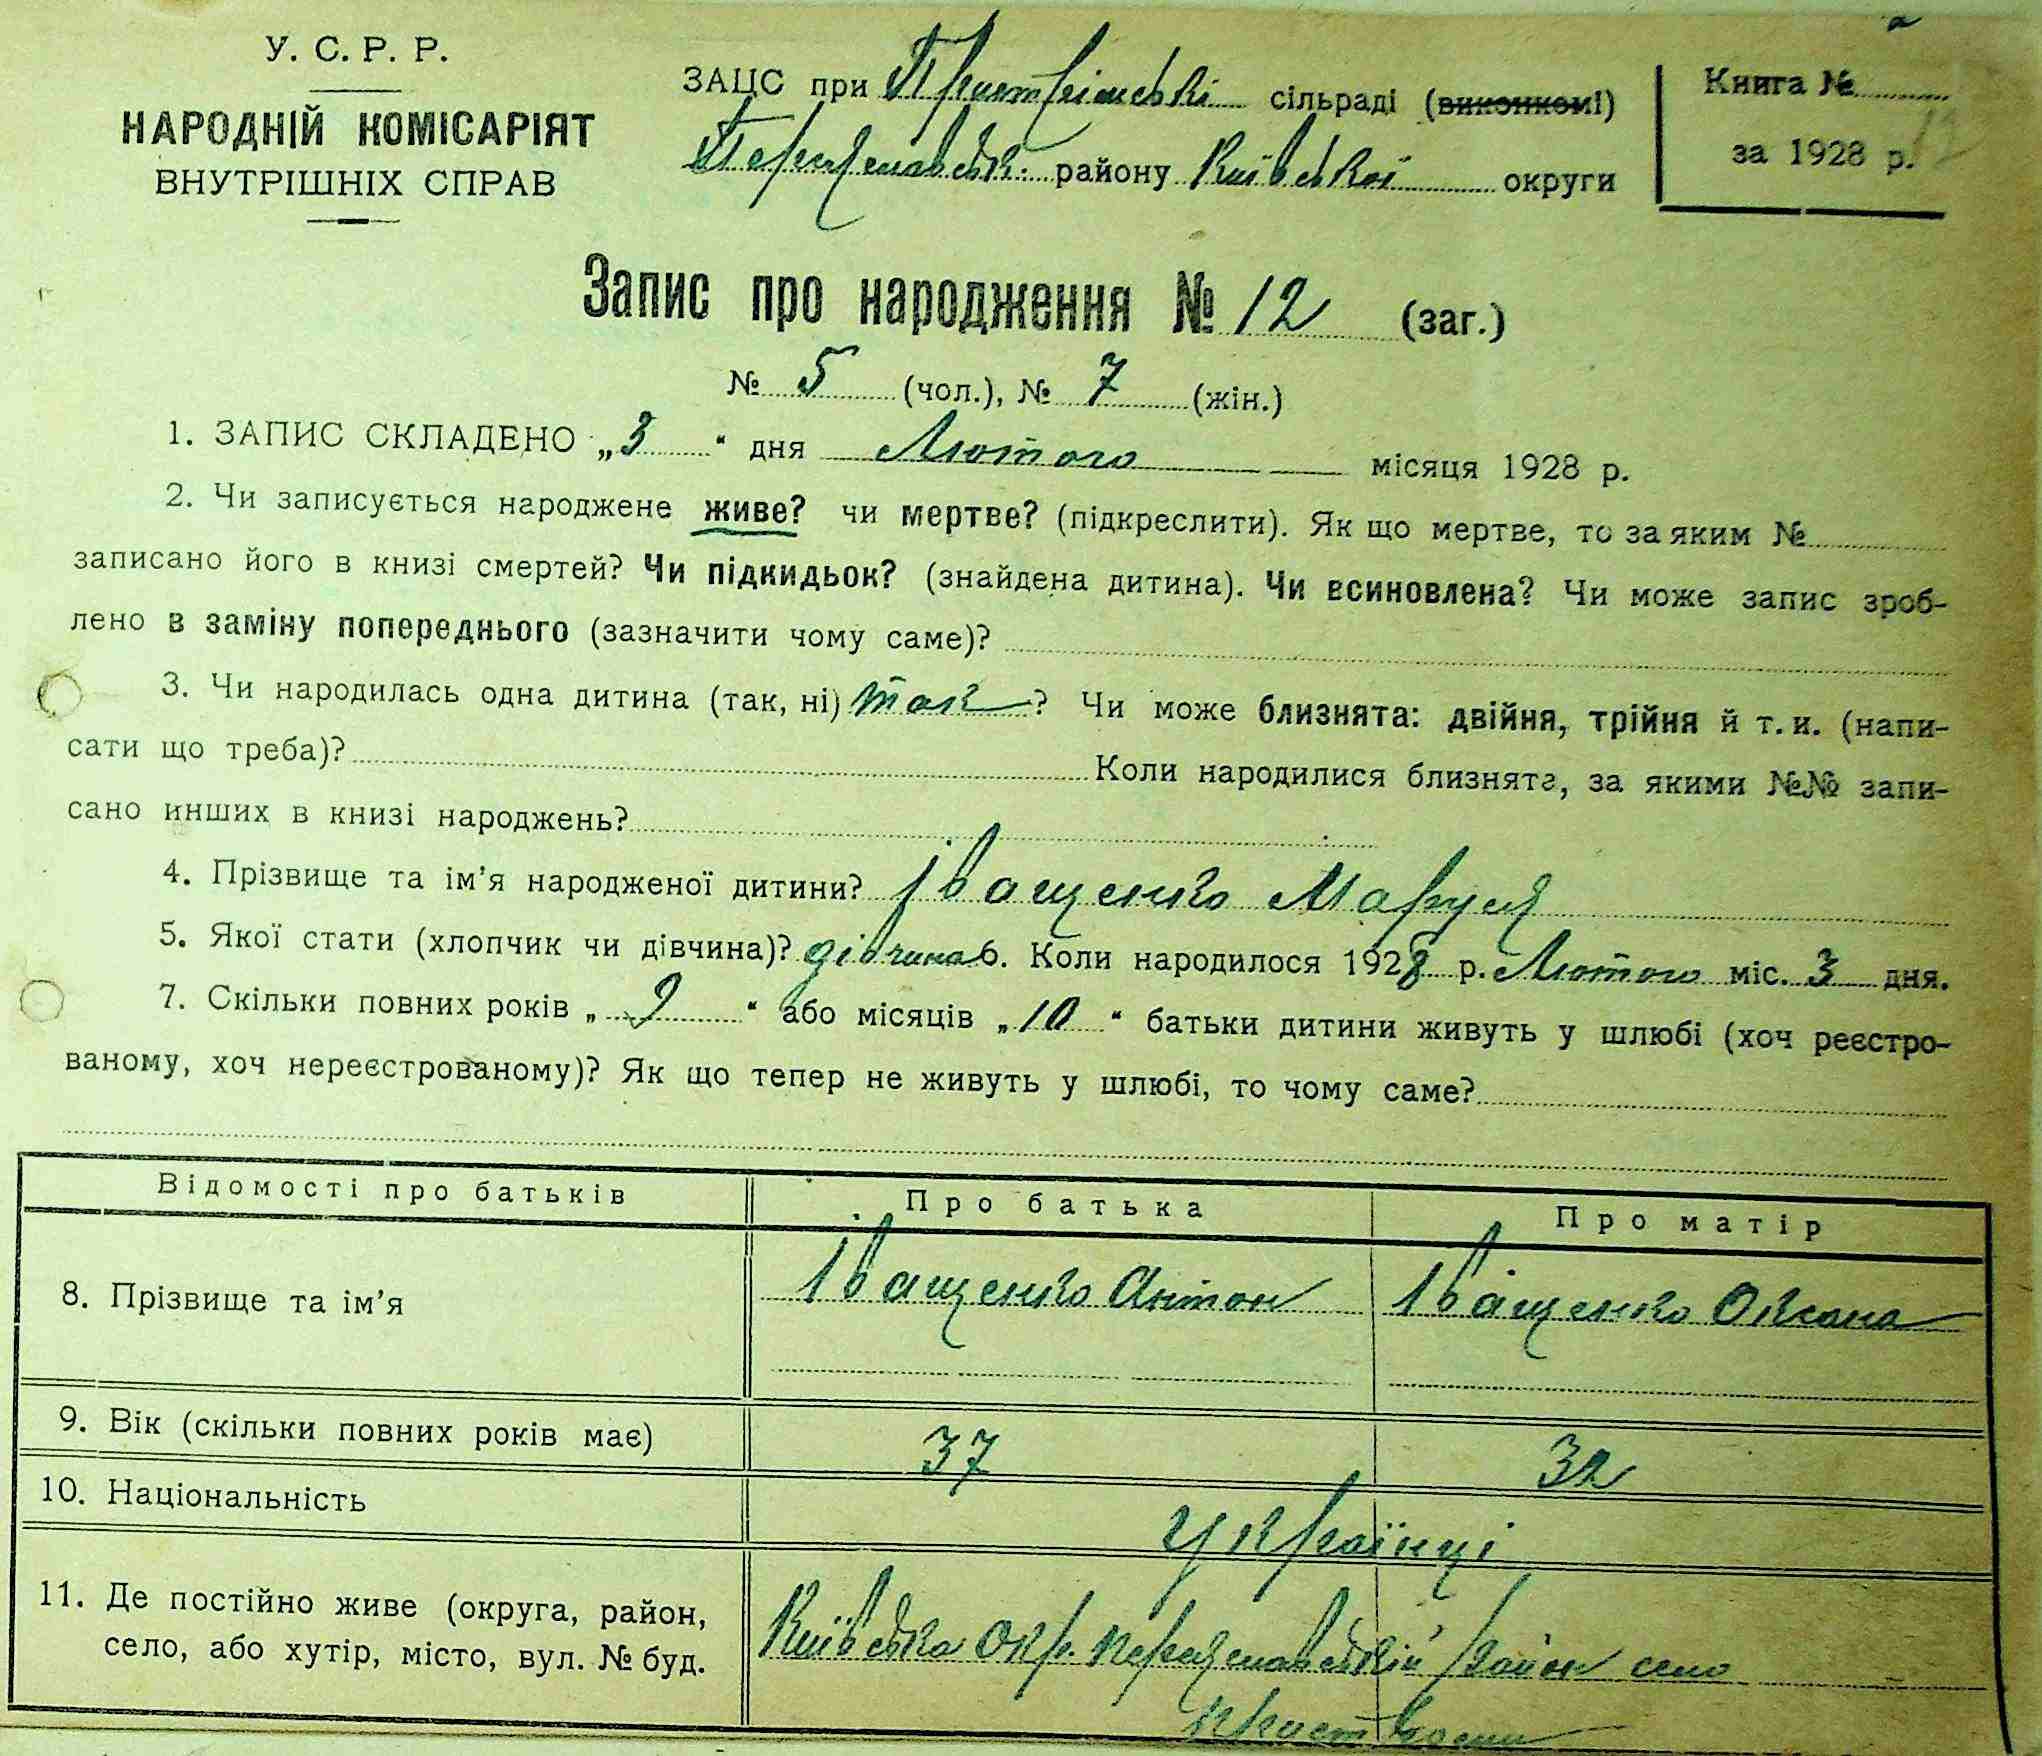 У. С. Р. Р.
НАРОДНІЙ КОМІСАРІЯТ
ВНУТРІШНІХ СПРАВ
ЗАЦС при сільраді (виконкомі)
району Київської округи
Книга №
за 1928 р.
Запис про народження № 12 (заг.)
№ 5 (чол.), № 7 (жін.)
1. ЗАПИС СКЛАДЕНО „3“ дня Лютого місяця 1928 р.
2. Чи записується народжене живе? чи мертве? (підкреслити). Як що мертве, то за яким №
записано його в книзі смертей? Чи підкидьок? (знайдена дитина). Чи всиновлена? Чи може запис зроб-
лено в заміну попереднього (зазначити чому саме)?
3. Чи народилась одна дитина (так, ні) так? Чи може близнята: двійня, трійня й т. и. (напи-
сати що треба)? Коли народилися близнята, за якими №№ запи-
сано инших в книзі народжень?
4. Прізвище та ім’я народженої дитини? Іващенко Маруся
5. Якої стати (хлопчик чи дівчина)? дівчина 6. Коли народилося 1928 р. Лютого міс. 3 дня.
7. Скільки повних років „9“ або місяців „10“ батьки дитини живуть у шлюбі (хоч реєстро-
ваному, хоч нереєстрованому)? Як що тепер не живуть у шлюбі, то чому саме?
Відомості про батьків Про батька Про матір
8. Прізвище та ім’я Іващенко Антон Іващенко Оксана
9. Вік (скільки повних років має) 37 32
10. Національність Українці
11. Де постійно живе (округа, район,
село, або хутір, місто, вул. № буд.
Київська Окр. Переяславській район село